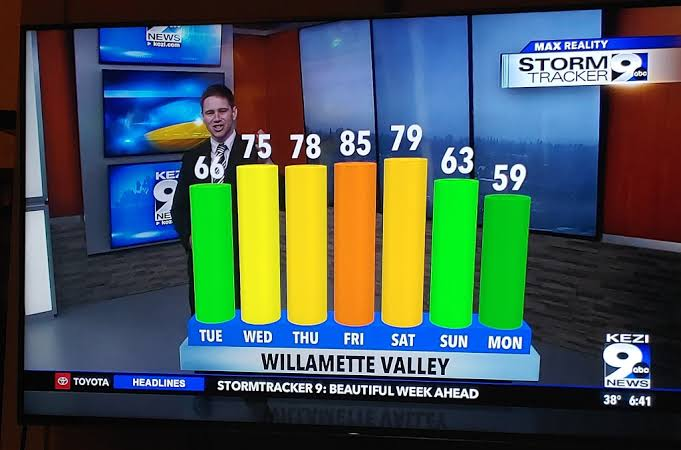 NEWS
kezi.com
MAX REALITY
STORM 9 abc
TRACKER
66 75 78 85 79 63 59
KEZI
9
NEWS
TUE WED THU FRI SAT SUN MON
WILLAMETTE VALLEY
KEZI
9 abc
NEWS
TOYOTA HEADLINES STORMTRACKER 9: BEAUTIFUL WEEK AHEAD
38° 6:41